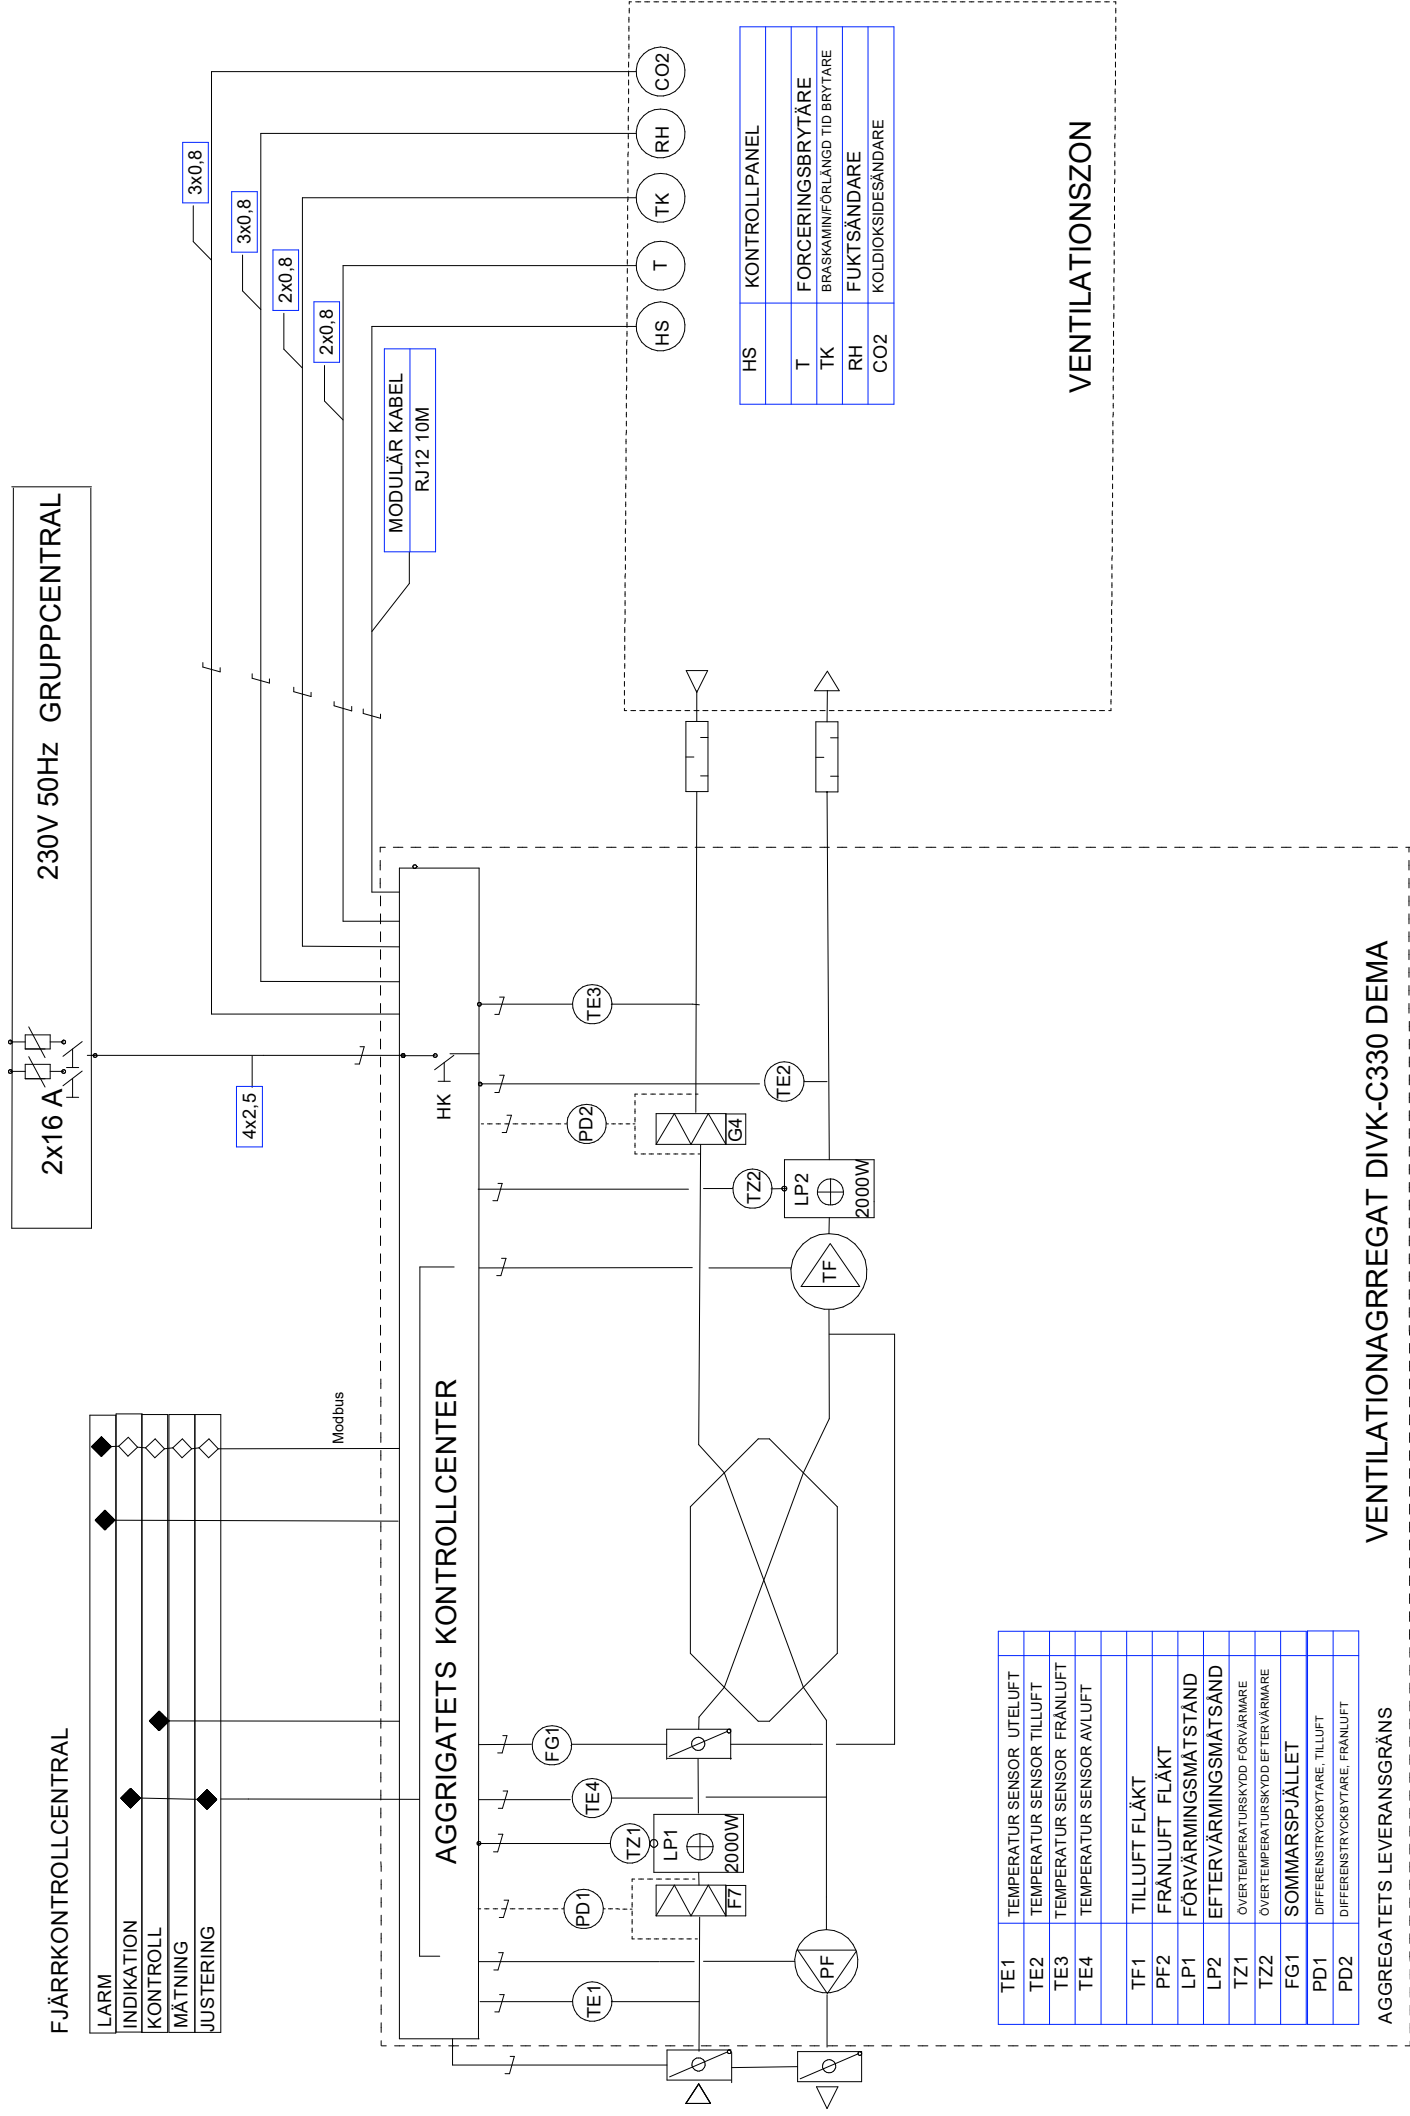 FJÄRRKONTROLLCENTRAL
LARM
INDIKATION
KONTROLL
MÄTNING
JUSTERING
Modbus
2x16 A
230V 50Hz GRUPPCENTRAL
4x2,5
3x0,8
3x0,8
2x0,8
2x0,8
MODULÄR KABEL
RJ12 10M
HS
T
TK
RH
CO2
HS KONTROLLPANEL
T FORCERINGSBRYTÄRE
TK BRASKAMIN/FÖRLÄNGD TID BRYTARE
RH FUKTSÄNDARE
CO2 KOLDIOKSIDESÄNDARE
VENTILATIONSZON
AGGRIGATETS KONTROLLCENTER
HK
TE1
PD1
TZ1
TE4
FG1
TZ2
PD2
TE2
TE3
F7
LP1
2000W
PF
TF
LP2
2000W
G4
TE1 TEMPERATUR SENSOR UTELUFT
TE2 TEMPERATUR SENSOR TILLUFT
TE3 TEMPERATUR SENSOR FRÅNLUFT
TE4 TEMPERATUR SENSOR AVLUFT
TF1 TILLUFT FLÄKT
PF2 FRÅNLUFT FLÄKT
LP1 FÖRVÄRMINGSMÅTSTÅND
LP2 EFTERVÄRMINGSMÅTSÅND
TZ1 ÖVERTEMPERATURSKYDD FÖRVÄRMARE
TZ2 ÖVERTEMPERATURSKYDD EFTERVÄRMARE
FG1 SOMMARSPJÄLLET
PD1 DIFFERENSTRYCKBYTARE, TILLUFT
PD2 DIFFERENSTRYCKBYTARE, FRÅNLUFT
AGGREGATETS LEVERANSGRÄNS
VENTILATIONAGRREGAT DIVK-C330 DEMA